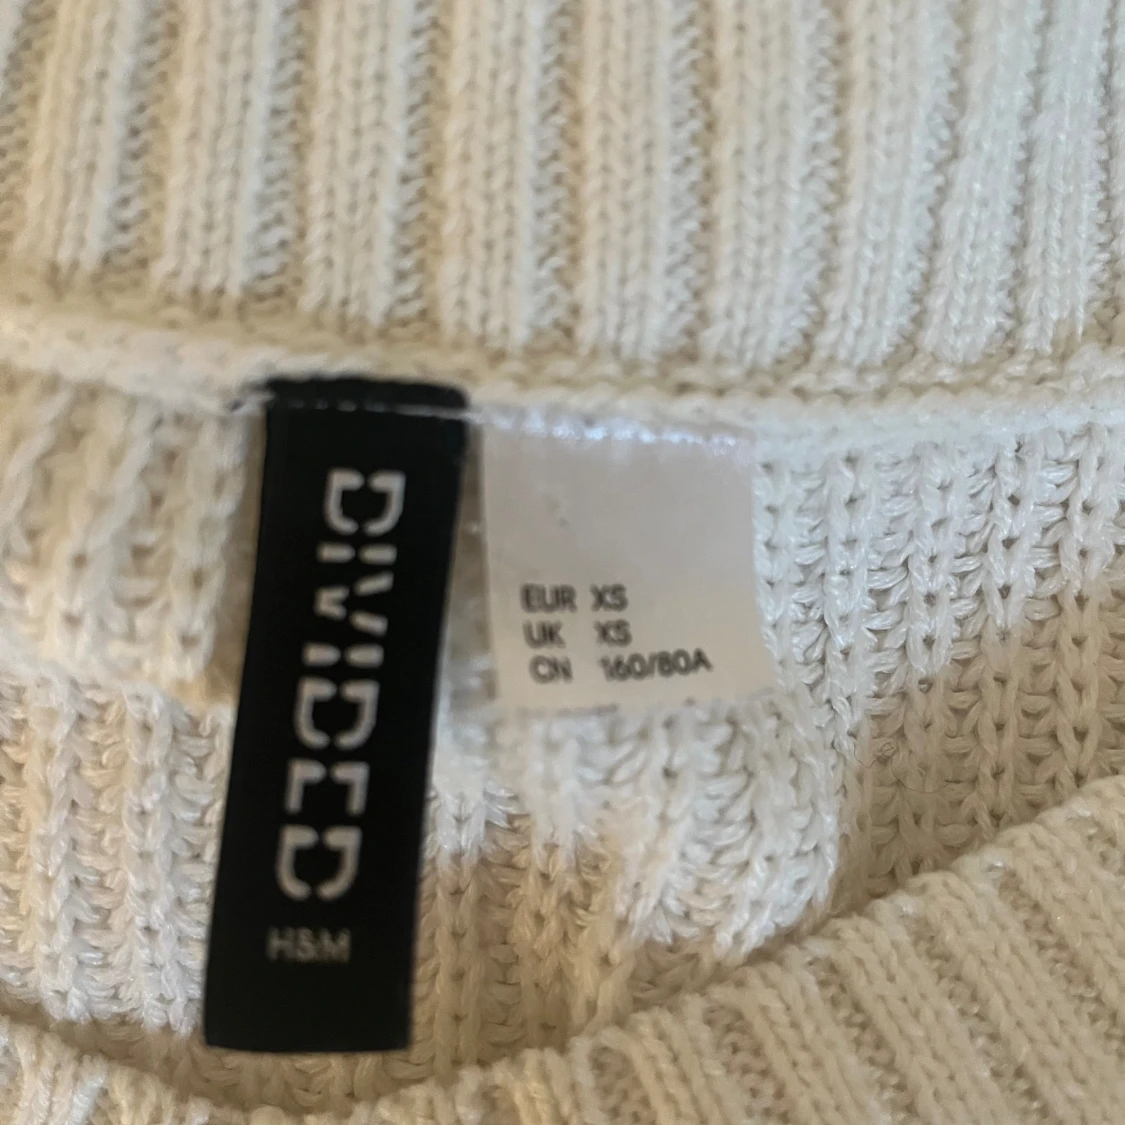 DIVIDED
H&M
EUR XS
UK XS
CN 160/80A